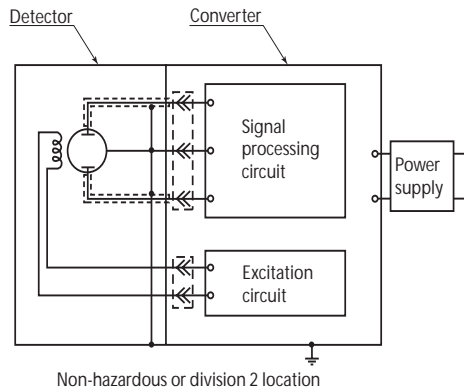 Detector
Converter
Signal
processing
circuit
Power
supply
Excitation
circuit
Non-hazardous or division 2 location